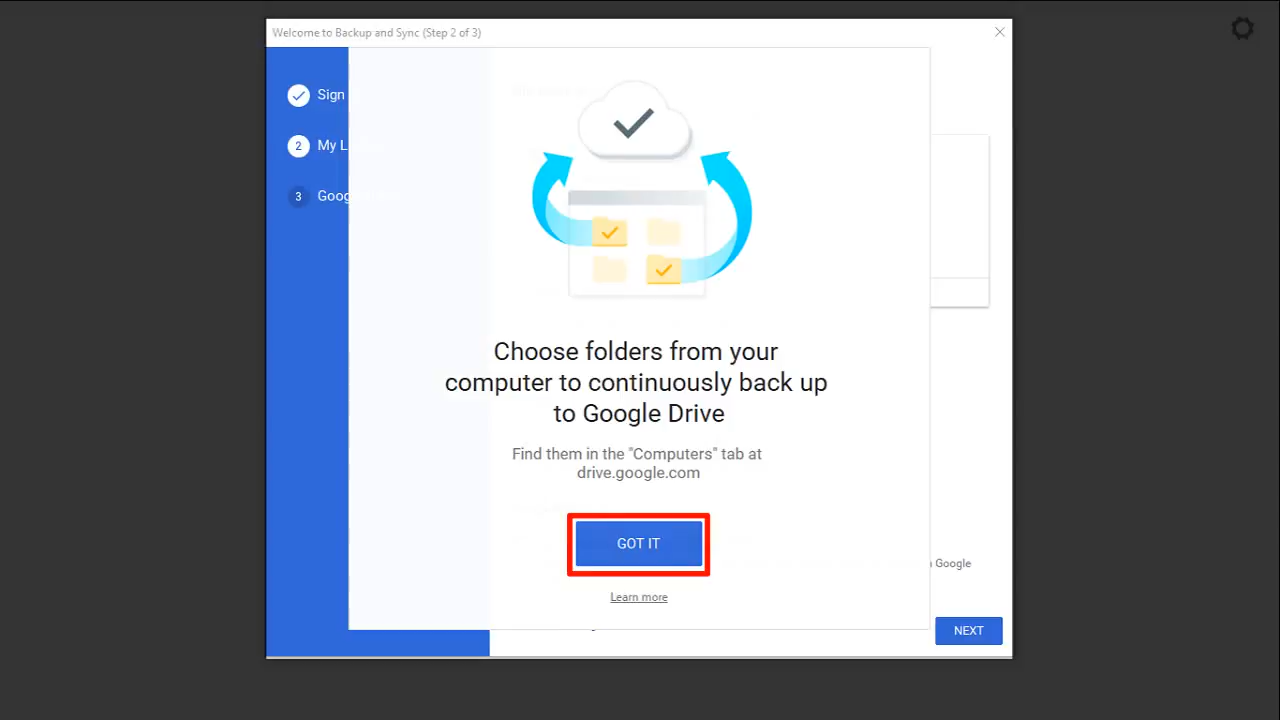 Welcome to Backup and Sync (Step 2 of 3)
Sign
2 My L
3 Goog
Choose folders from your
computer to continuously back up
to Google Drive
Find them in the "Computers" tab at
drive.google.com
GOT IT
Google
Learn more
NEXT